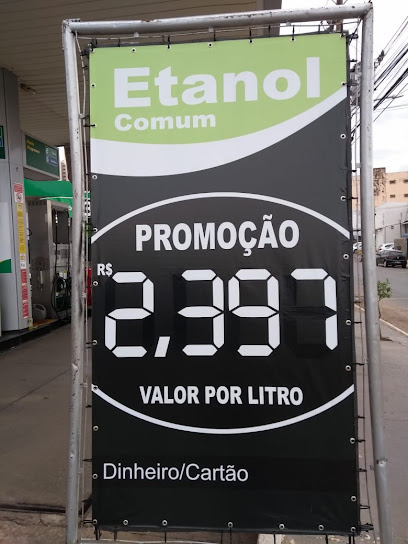 Etanol
Comum
PROMOÇÃO
R$
2,397
VALOR POR LITRO
Dinheiro/Cartão